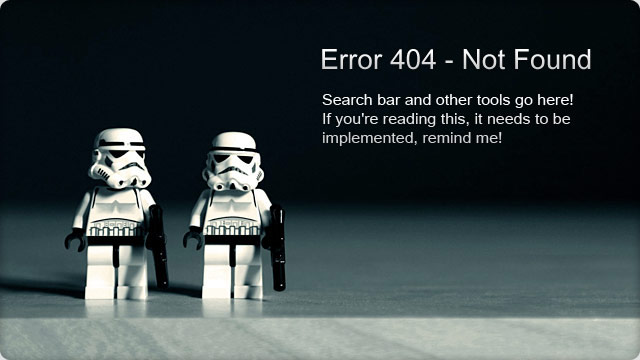 Error 404 - Not Found
Search bar and other tools go here!
If you're reading this, it needs to be
implemented, remind me!